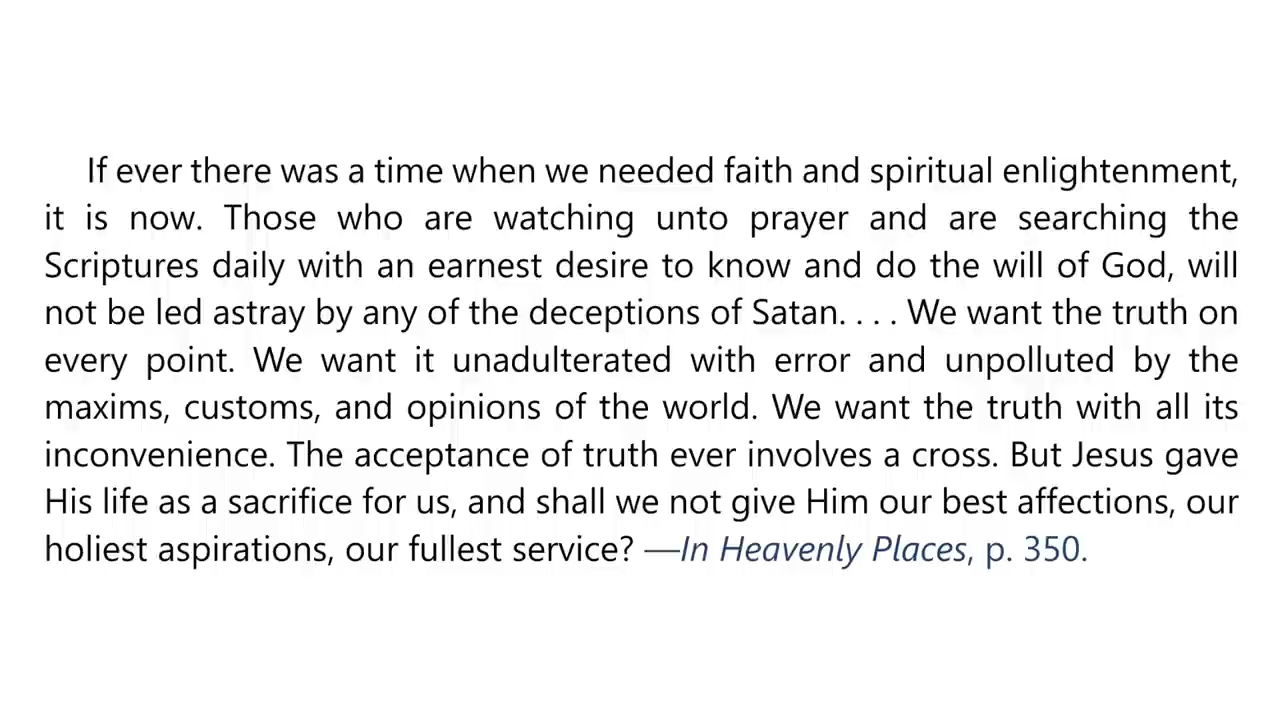 If ever there was a time when we needed faith and spiritual enlightenment,
it is now. Those who are watching unto prayer and are searching the
Scriptures daily with an earnest desire to know and do the will of God, will
not be led astray by any of the deceptions of Satan. . . . We want the truth on
every point. We want it unadulterated with error and unpolluted by the
maxims, customs, and opinions of the world. We want the truth with all its
inconvenience. The acceptance of truth ever involves a cross. But Jesus gave
His life as a sacrifice for us, and shall we not give Him our best affections, our
holiest aspirations, our fullest service? —In Heavenly Places, p. 350.